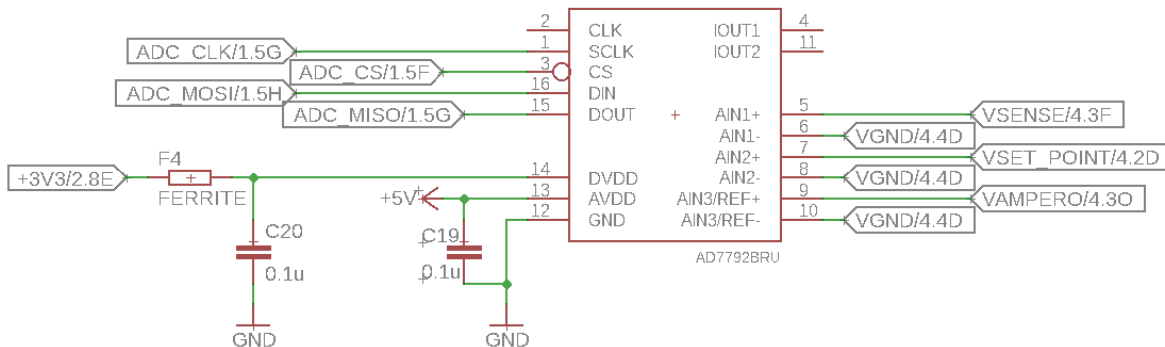 2 CLK IOUT1 4
ADC_CLK/1.5G 1 SCLK IOUT2 11
ADC_CS/1.5F 3 CS
ADC_MOSI/1.5H 16 DIN
ADC_MISO/1.5G 15 DOUT AIN1+ 5 VSENSE/4.3F
AIN1- 6 VGND/4.4D
AIN2+ 7 VSET_POINT/4.2D
F4
+3V3/2.8E 14 DVDD AIN2- 8 VGND/4.4D
FERRITE +5V 13 AVDD AIN3/REF+ 9 VAMPERO/4.3O
12 GND AIN3/REF- 10 VGND/4.4D
C20 C19
AD7792BRU
0.1u 0.1u
GND GND